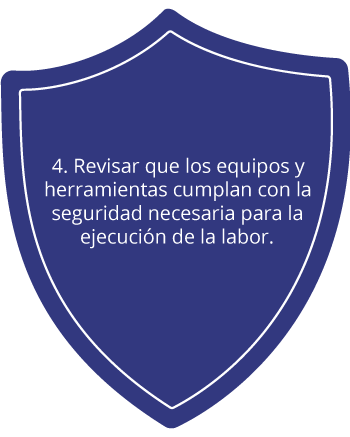 4. Revisar que los equipos y
herramientas cumplan con la
seguridad necesaria para la
ejecución de la labor.